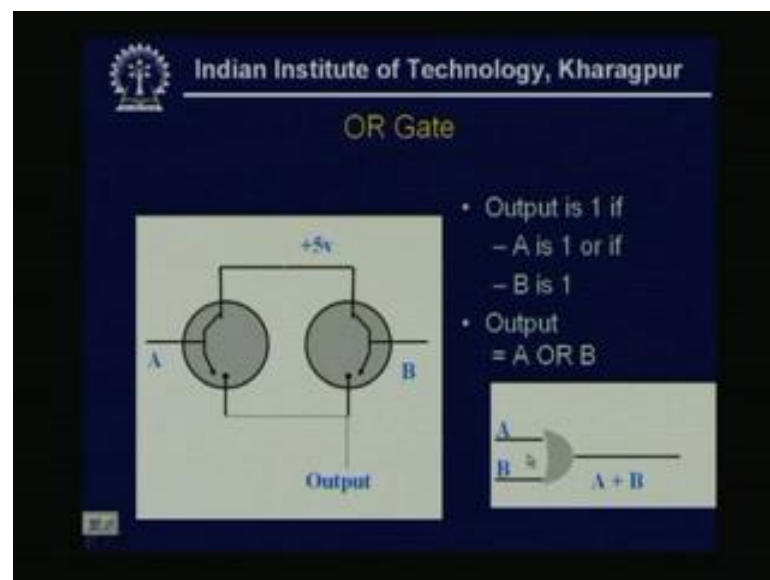 Indian Institute of Technology, Kharagpur
OR Gate
+5v
A
B
Output
• Output is 1 if
– A is 1 or if
– B is 1
• Output
= A OR B
A
B
A + B